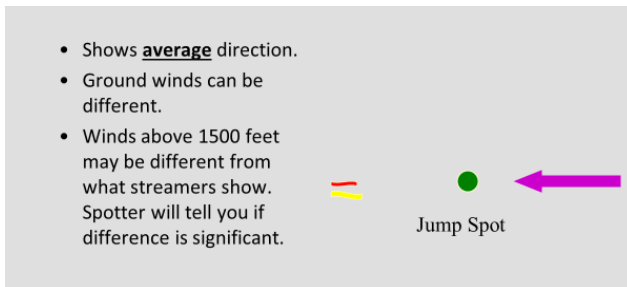 • Shows average direction.
• Ground winds can be
different.
• Winds above 1500 feet
may be different from
what streamers show.
Spotter will tell you if
difference is significant.
Jump Spot